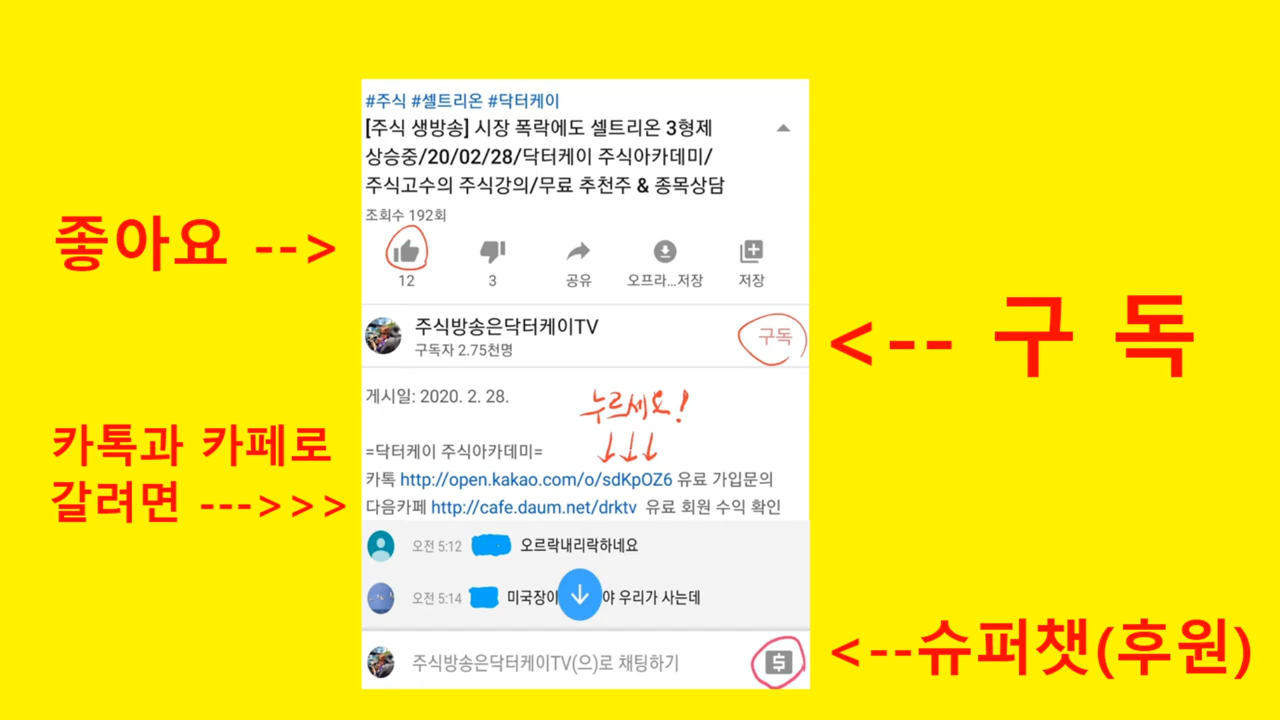 #주식 #셀트리온 #닥터케이
[주식 생방송] 시장 폭락에도 셀트리온 3형제
상승중/20/02/28/닥터케이 주식아카데미/
주식고수의 주식강의/무료 추천주 & 종목상담
조회수 192회
좋아요 -->
12 3 공유 오프라...저장 저장
주식방송은닥터케이TV
구독자 2.75천명
구독
<-- 구 독
게시일: 2020. 2. 28.
누르세요!
↓↓↓
카톡과 카페로
갈려면 --->>>
=닥터케이 주식아카데미=
카톡 http://open.kakao.com/o/sdKpOZ6 유료 가입문의
다음카페 http://cafe.daum.net/drktv 유료 회원 수익 확인
오전 5:12 오르락내리락하네요
오전 5:14 미국장이 야 우리가 사는데
주식방송은닥터케이TV(으)로 채팅하기
$
<--슈퍼챗(후원)